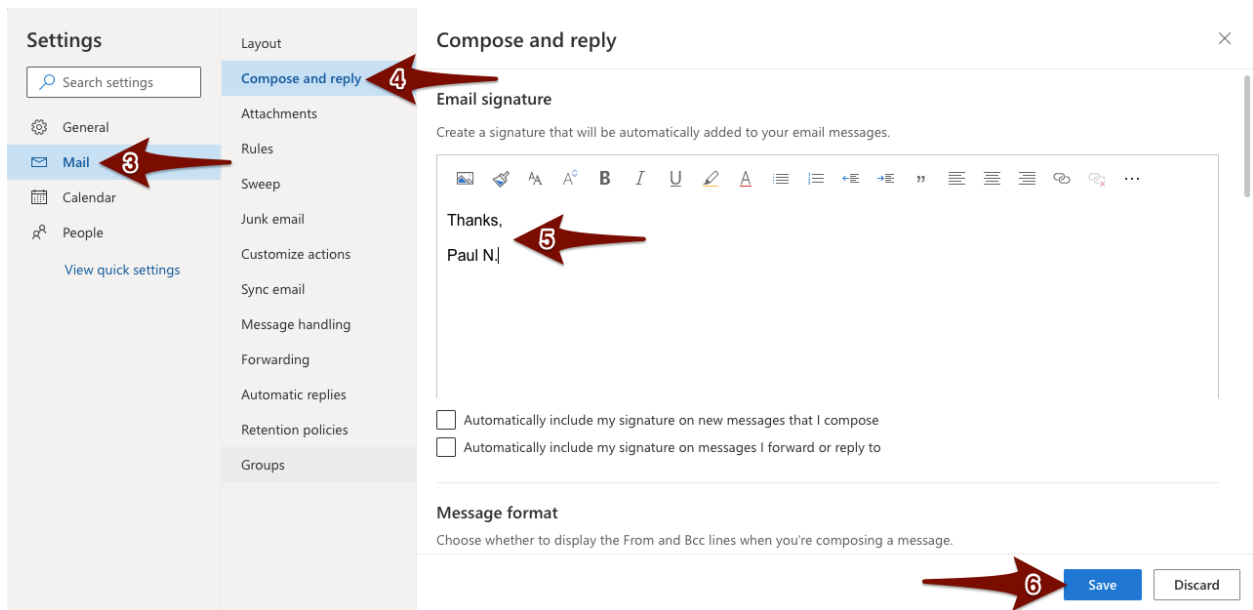 Settings
Search settings
General
3
Mail
Calendar
People
View quick settings
Layout
Compose and reply
4
Attachments
Rules
Sweep
Junk email
Customize actions
Sync email
Message handling
Forwarding
Automatic replies
Retention policies
Groups
Compose and reply
Email signature
Create a signature that will be automatically added to your email messages.
Thanks,
5
Paul N.
Automatically include my signature on new messages that I compose
Automatically include my signature on messages I forward or reply to
Message format
Choose whether to display the From and Bcc lines when you're composing a message.
6
Save
Discard